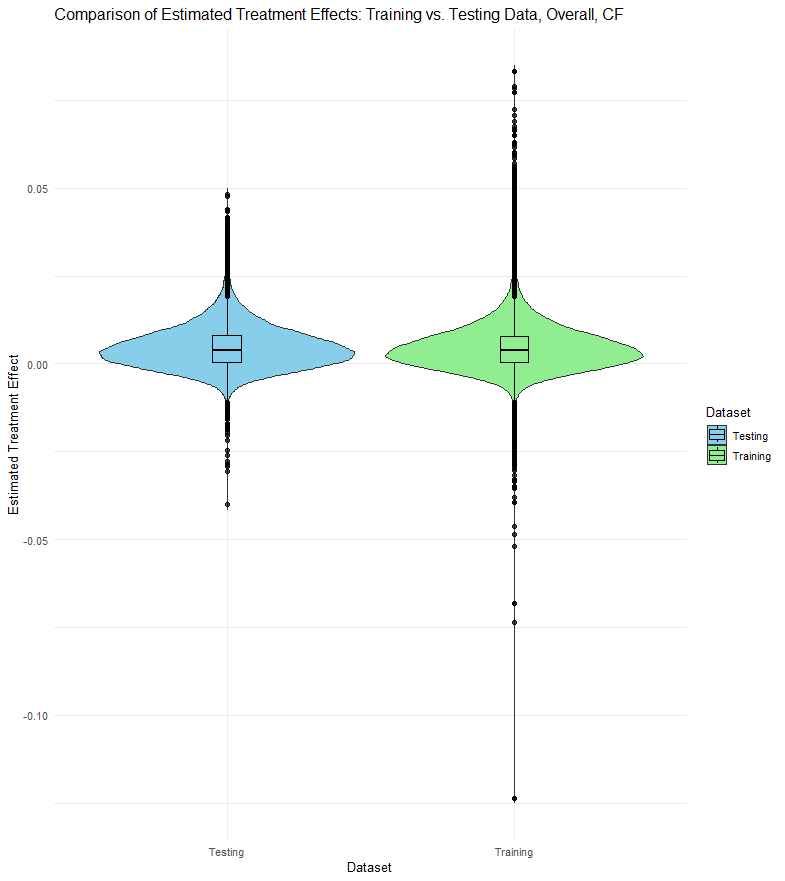 Comparison of Estimated Treatment Effects: Training vs. Testing Data, Overall, CF
Estimated Treatment Effect
0.05
0.00
-0.05
-0.10
Testing
Training
Dataset
Dataset
Testing
Training